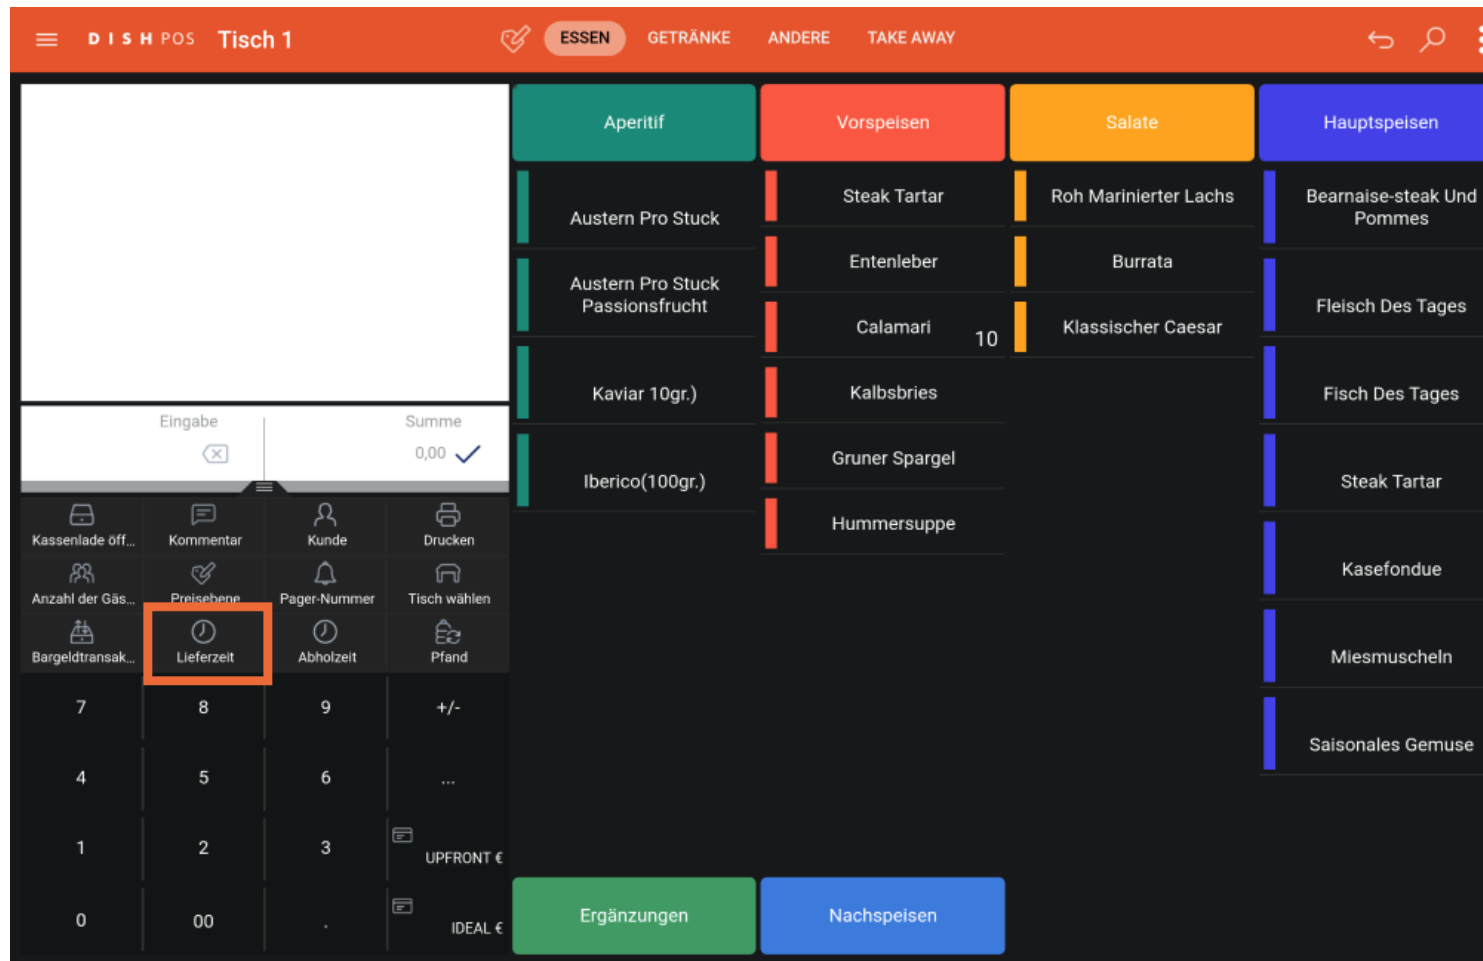 DISH POS Tisch 1
ESSEN GETRÄNKE ANDERE TAKE AWAY
Aperitif
Austern Pro Stuck
Austern Pro Stuck
Passionsfrucht
Kaviar 10gr.)
Iberico(100gr.)
Vorspeisen
Steak Tartar
Entenleber
Calamari
10
Kalbsbries
Gruner Spargel
Hummersuppe
Salate
Roh Marinierter Lachs
Burrata
Klassischer Caesar
Hauptspeisen
Bearnaise-steak Und
Pommes
Fleisch Des Tages
Fisch Des Tages
Steak Tartar
Kasefondue
Miesmuscheln
Saisonales Gemuse
Eingabe Summe
0,00
Kassenlade öff... Kommentar Kunde Drucken
Anzahl der Gäs... Preisebene Pager-Nummer Tisch wählen
Bargeldtransak... Lieferzeit Abholzeit Pfand
7 8 9 +/-
4 5 6 ...
1 2 3 UPFRONT €
0 00 . IDEAL €
Ergänzungen Nachspeisen